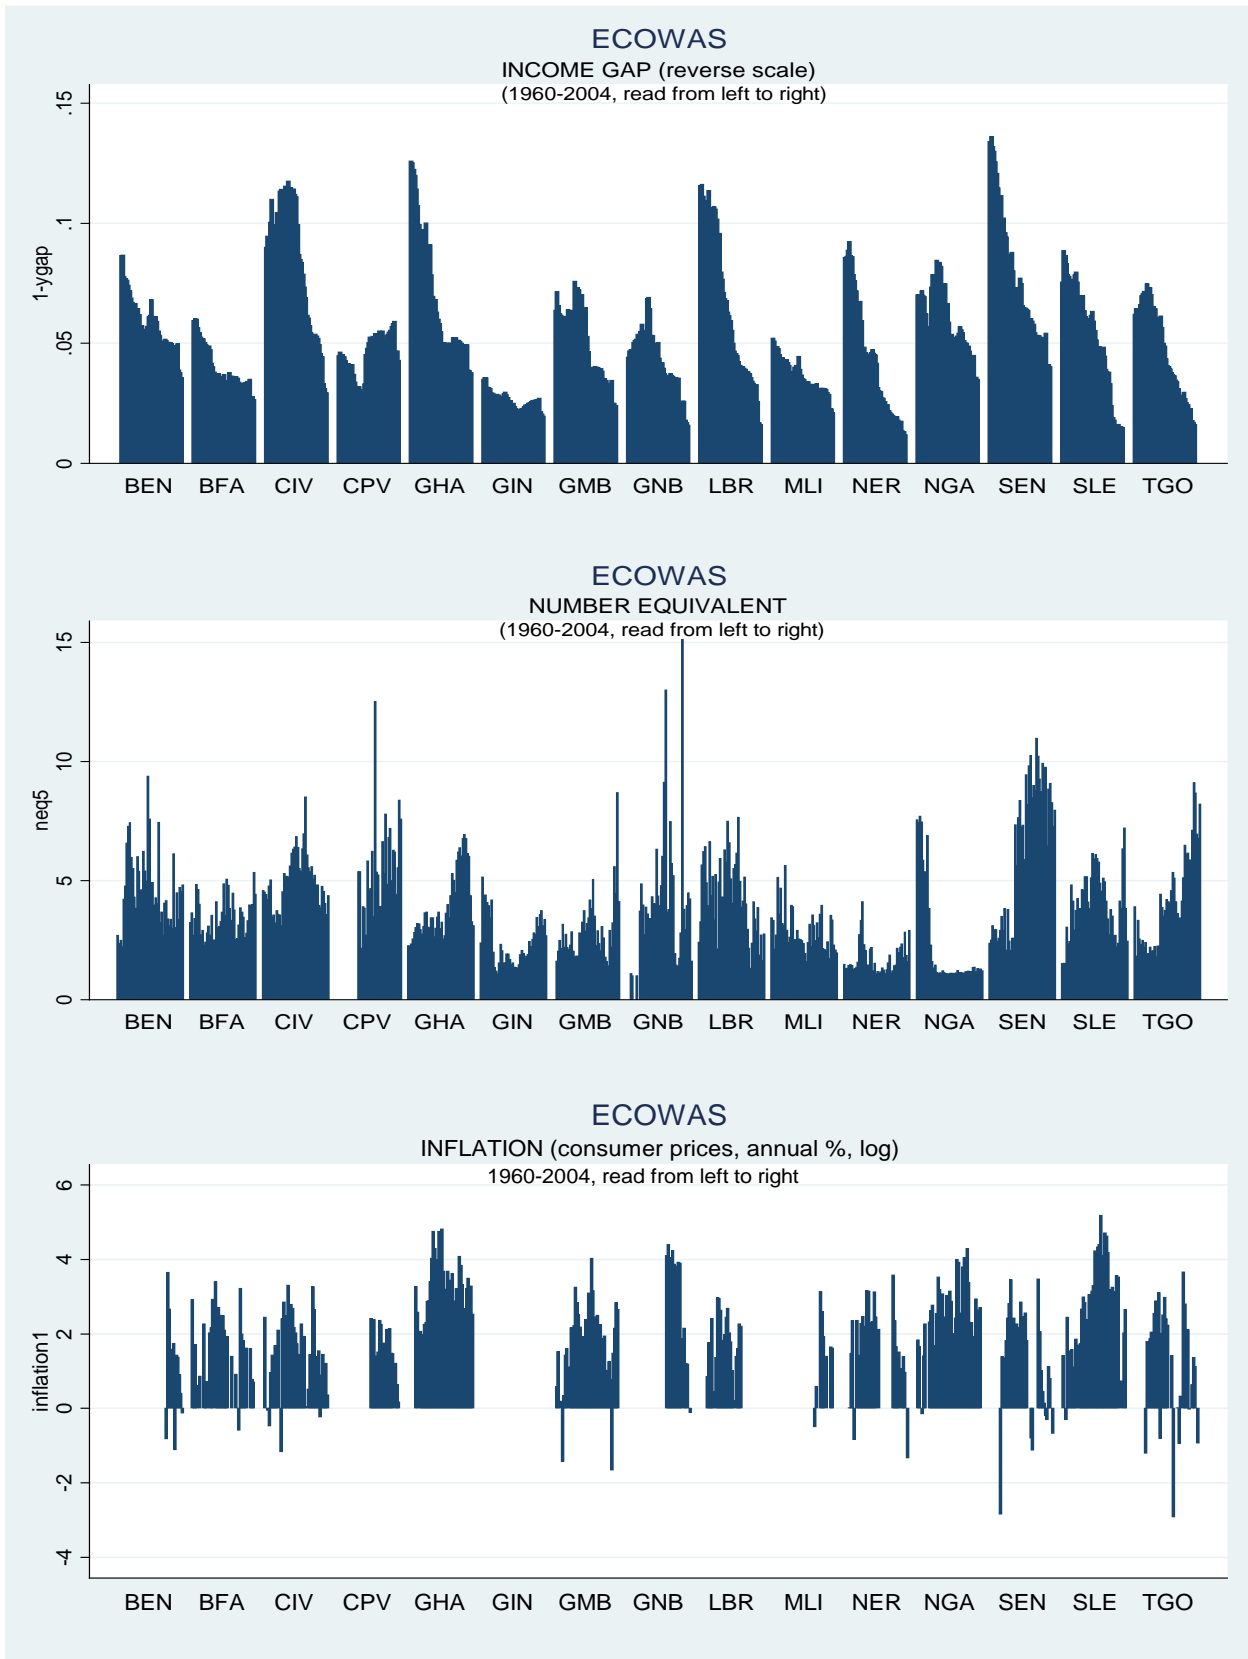 ECOWAS
INCOME GAP (reverse scale)
(1960-2004, read from left to right)
1-ygap
.15
.1
.05
0
BEN BFA CIV CPV GHA GIN GMB GNB LBR MLI NER NGA SEN SLE TGO
ECOWAS
NUMBER EQUIVALENT
(1960-2004, read from left to right)
neq5
15
10
5
0
BEN BFA CIV CPV GHA GIN GMB GNB LBR MLI NER NGA SEN SLE TGO
ECOWAS
INFLATION (consumer prices, annual %, log)
1960-2004, read from left to right
inflation1
6
4
2
0
-2
-4
BEN BFA CIV CPV GHA GIN GMB GNB LBR MLI NER NGA SEN SLE TGO